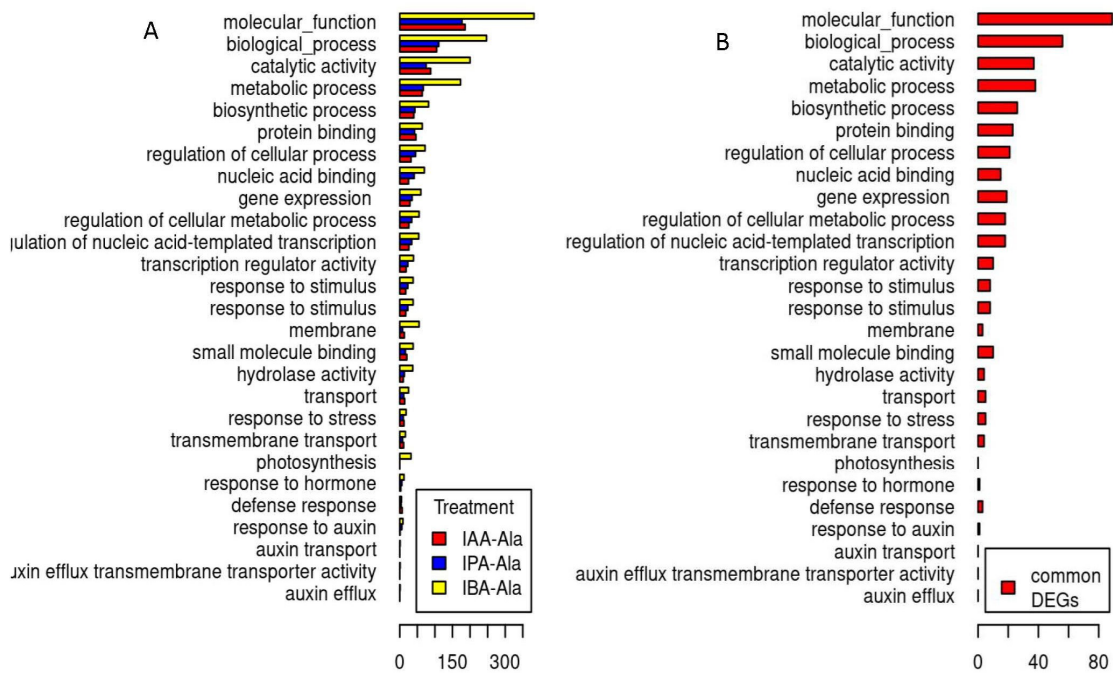 A
molecular_function
biological_process
catalytic activity
metabolic process
biosynthetic process
protein binding
regulation of cellular process
nucleic acid binding
gene expression
regulation of cellular metabolic process
gulation of nucleic acid-templated transcription
transcription regulator activity
response to stimulus
response to stimulus
membrane
small molecule binding
hydrolase activity
transport
response to stress
transmembrane transport
photosynthesis
response to hormone
defense response
response to auxin
auxin transport
uxin efflux transmembrane transporter activity
auxin efflux
Treatment
IAA-Ala
IPA-Ala
IBA-Ala
0 150 300
B
molecular_function
biological_process
catalytic activity
metabolic process
biosynthetic process
protein binding
regulation of cellular process
nucleic acid binding
gene expression
regulation of cellular metabolic process
regulation of nucleic acid-templated transcription
transcription regulator activity
response to stimulus
response to stimulus
membrane
small molecule binding
hydrolase activity
transport
response to stress
transmembrane transport
photosynthesis
response to hormone
defense response
response to auxin
auxin transport
auxin efflux transmembrane transporter activity
auxin efflux
common
DEGs
0 40 80